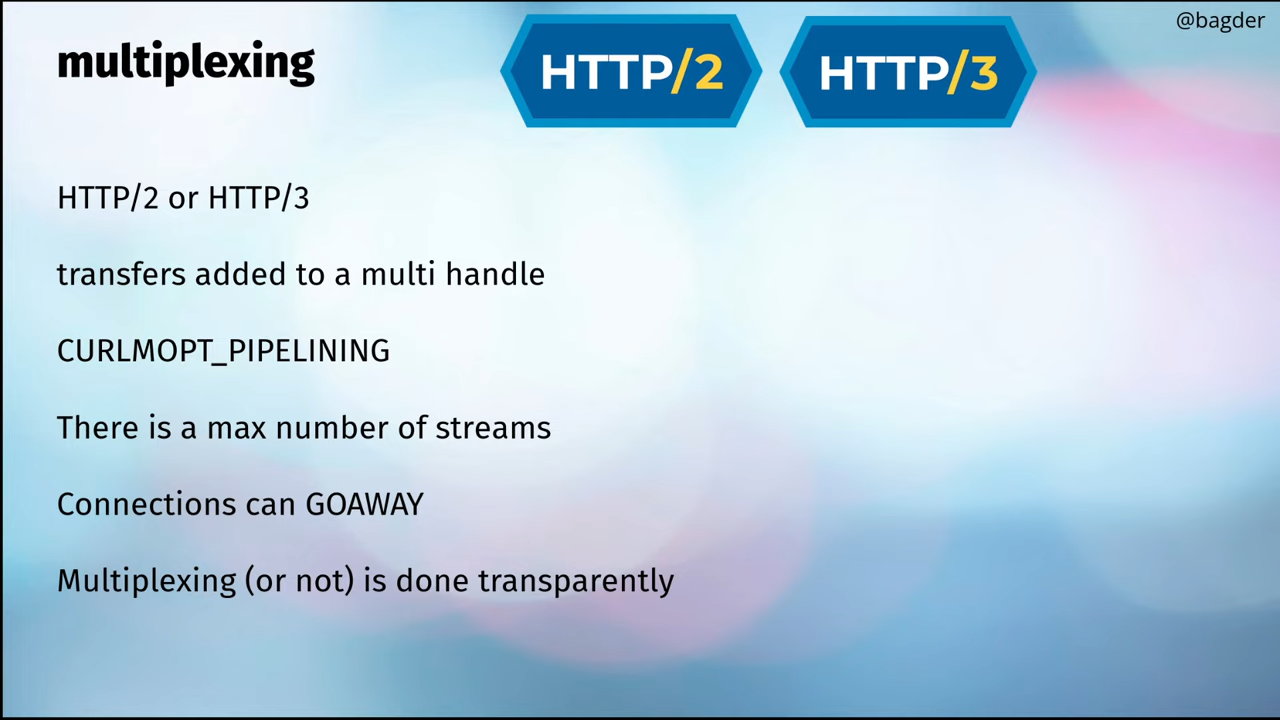 @bagder
multiplexing
HTTP/2
HTTP/3
HTTP/2 or HTTP/3
transfers added to a multi handle
CURLMOPT_PIPELINING
There is a max number of streams
Connections can GOAWAY
Multiplexing (or not) is done transparently